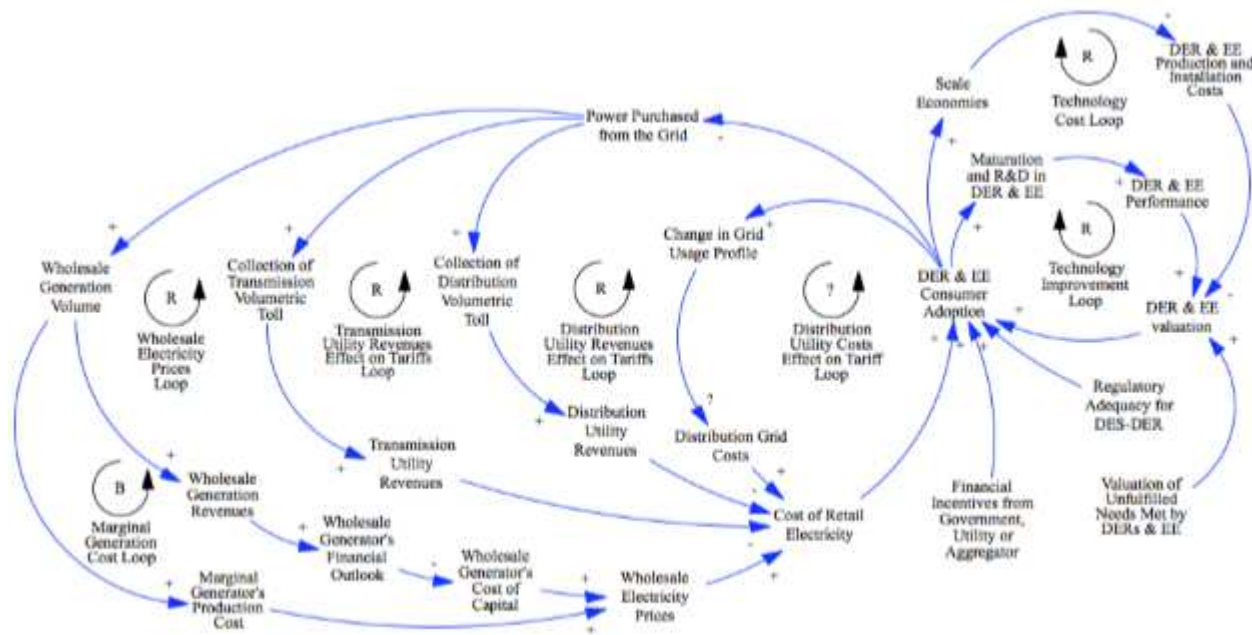 DER & EE
Production and
Installation
Costs
R
Technology
Cost Loop
Scale
Economies
Power Purchased
from the Grid
Maturation
and R&D in
DER & EE
DER & EE
Performance
R
Technology
Improvement
Loop
Change in Grid
Usage Profile
Wholesale
Generation
Volume
R
Wholesale
Electricity
Prices
Loop
Collection of
Transmission
Volumetric
Toll
R
Transmission
Utility Revenues
Effect on Tariffs
Loop
Collection of
Distribution
Volumetric
Toll
R
Distribution
Utility Revenues
Effect on Tariffs
Loop
?
Distribution
Utility Costs
Effect on Tariff
Loop
DER & EE
Consumer
Adoption
DER & EE
valuation
Regulatory
Adequacy for
DES-DER
?
Distribution
Utility
Revenues
Distribution Grid
Costs
Transmission
Utility
Revenues
B
Marginal
Generation
Cost Loop
Wholesale
Generation
Revenues
Wholesale
Generator's
Financial
Outlook
Wholesale
Generator's
Cost of
Capital
Marginal
Generator's
Production
Cost
Wholesale
Electricity
Prices
Cost of Retail
Electricity
Financial
Incentives from
Government,
Utility or
Aggregator
Valuation of
Unfulfilled
Needs Met by
DERs & EE